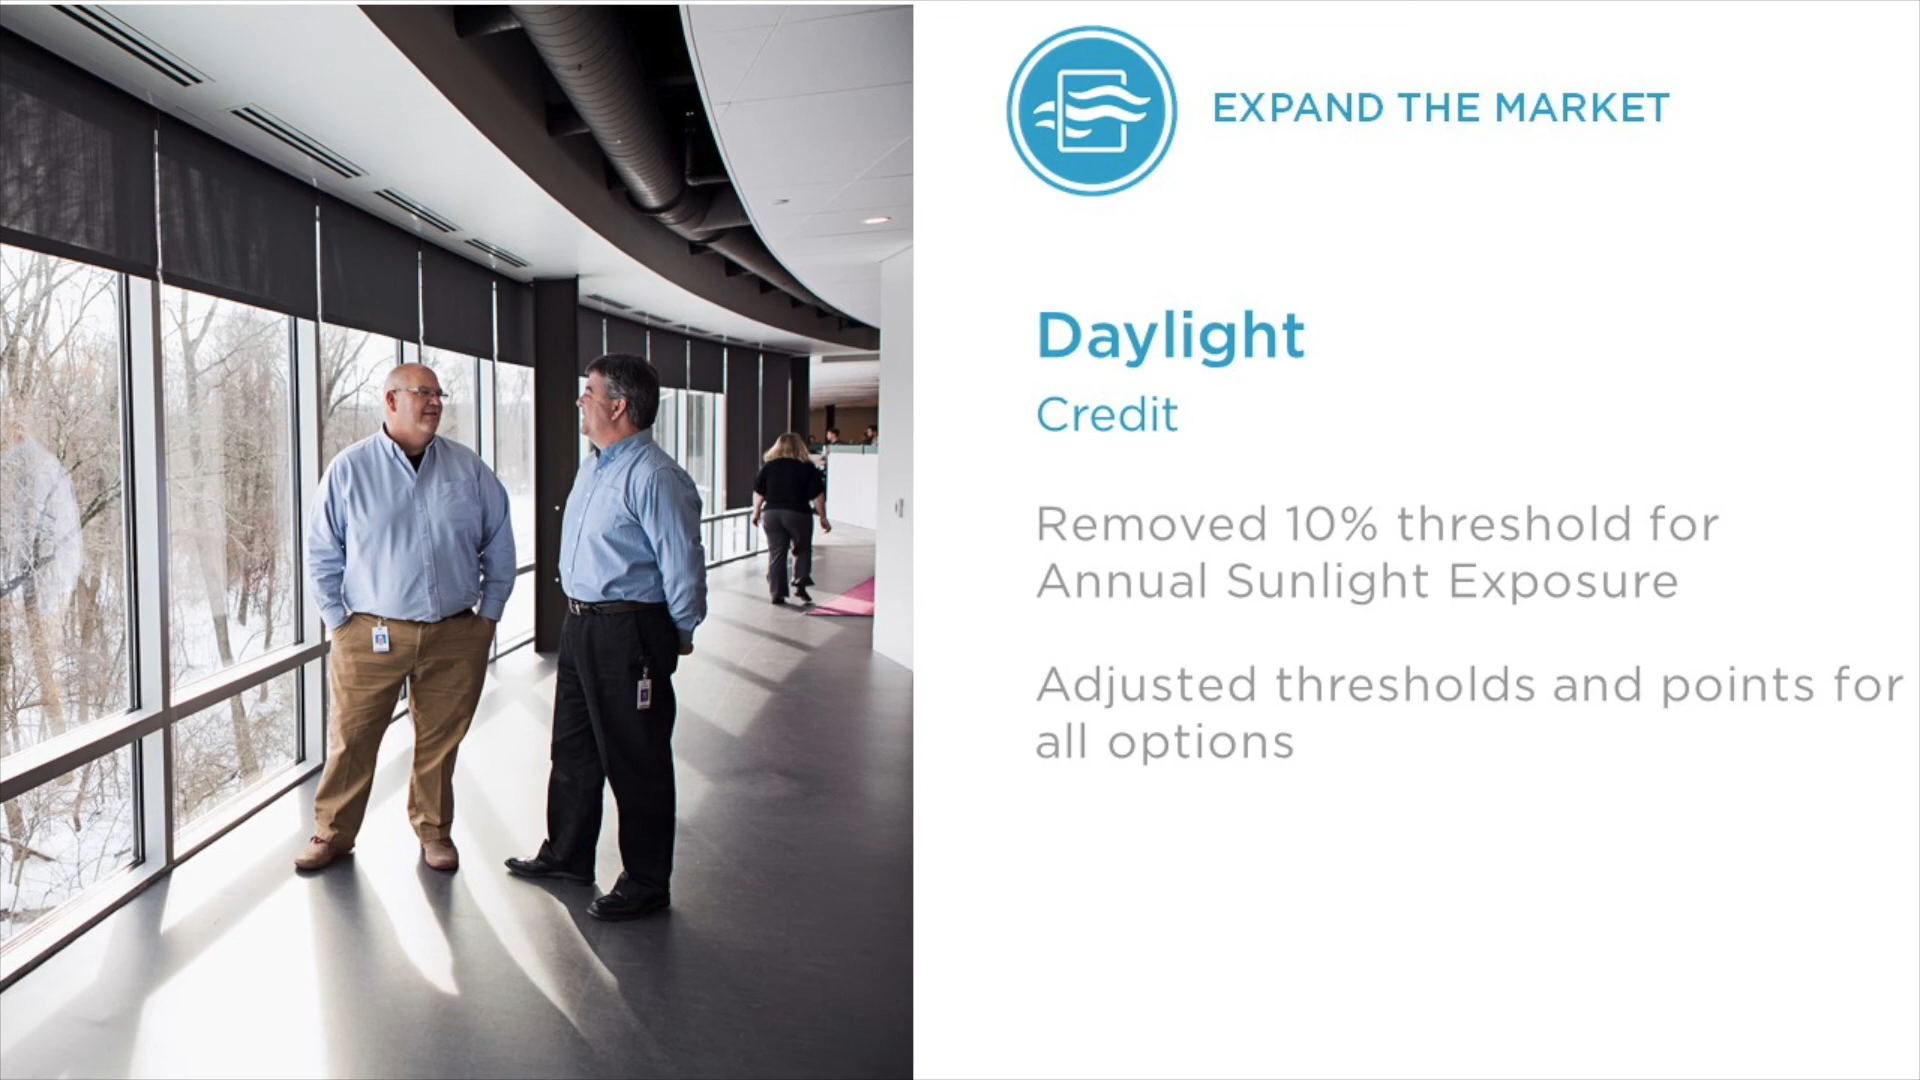 EXPAND THE MARKET
Daylight
Credit
Removed 10% threshold for
Annual Sunlight Exposure
Adjusted thresholds and points for
all options